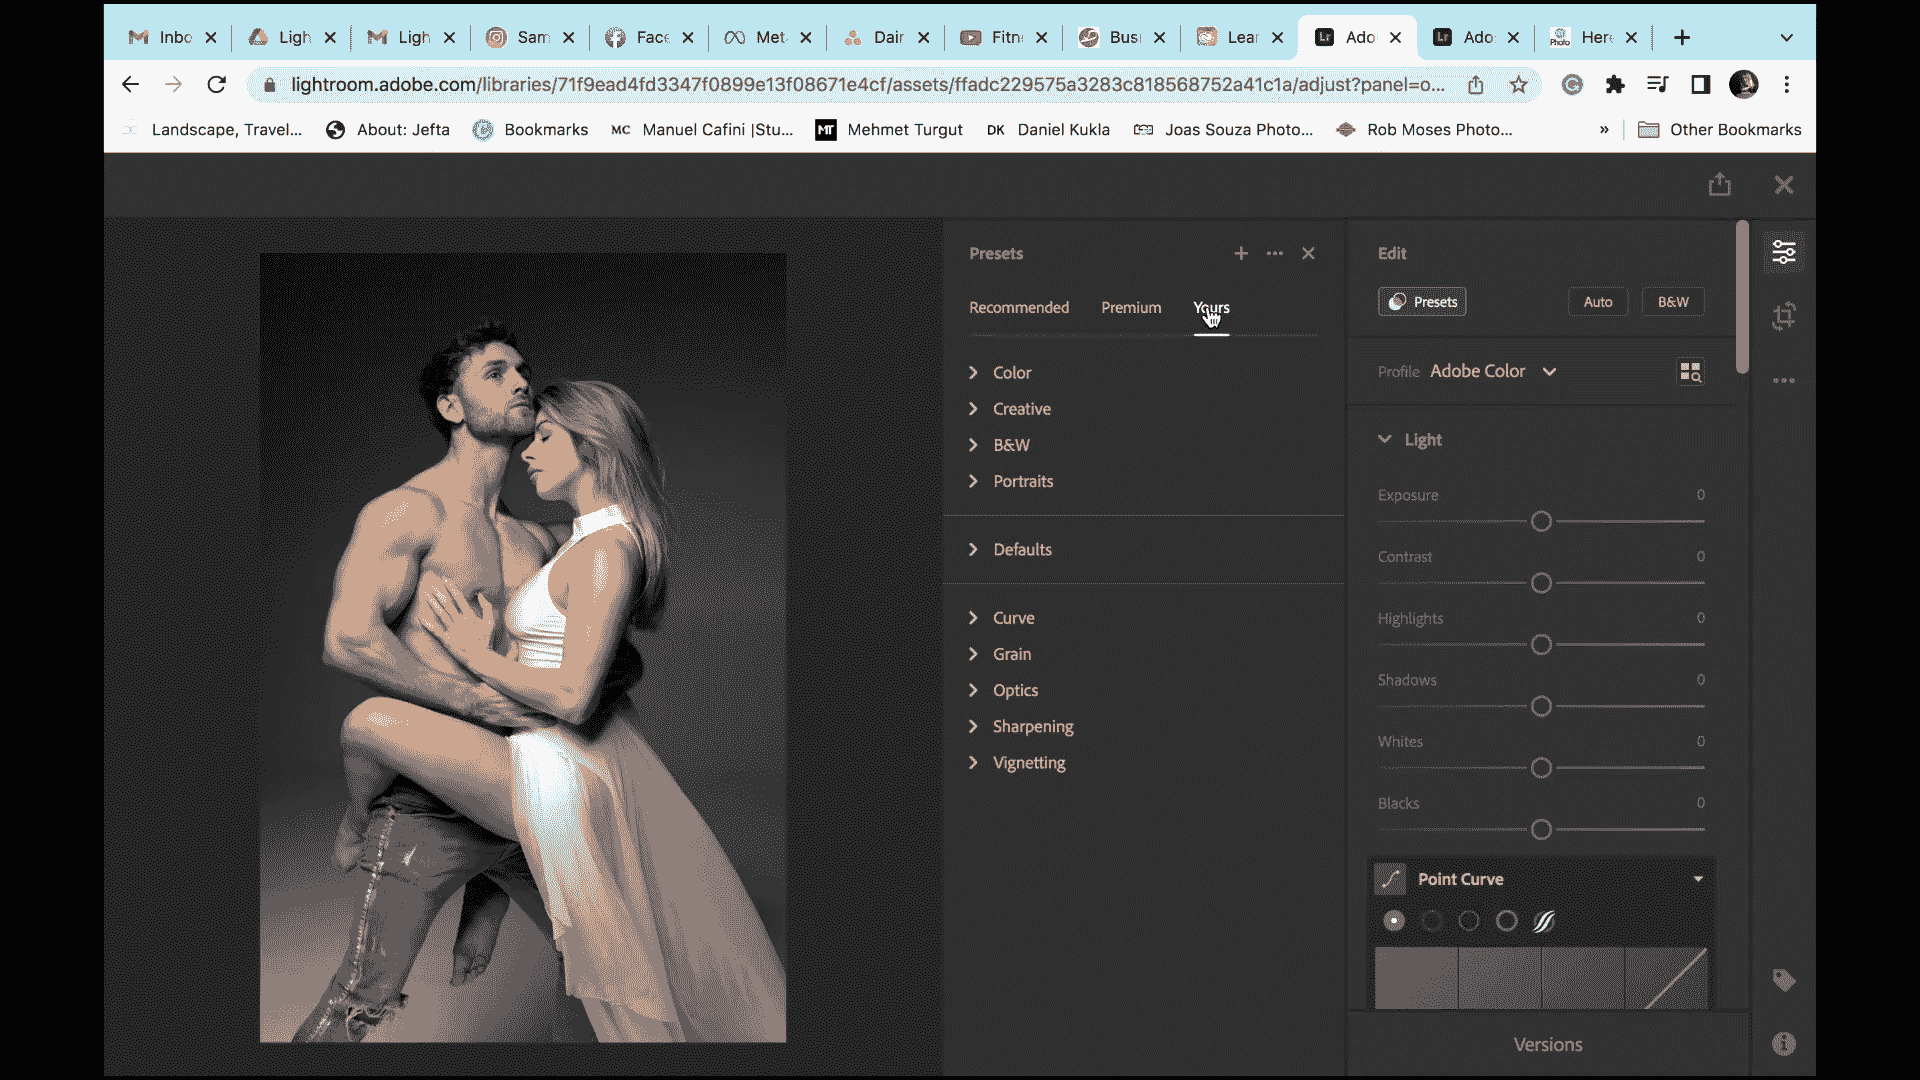 Inbo
Ligh
Ligh
Sam
Face
Met
Dair
Fitn
Busi
Lear
Ado
Ado
Here
lightroom.adobe.com/libraries/71f9ead4fd3347f0899e13f08671e4cf/assets/ffadc229575a3283c818568752a41c1a/adjust?panel=o...
Landscape, Travel...
About: Jefta
Bookmarks
MC Manuel Cafini |Stu...
MT Mehmet Turgut
DK Daniel Kukla
Joas Souza Photo...
Rob Moses Photo...
»
Other Bookmarks
Presets
Recommended
Premium
Yours
Color
Creative
B&W
Portraits
Defaults
Curve
Grain
Optics
Sharpening
Vignetting
Edit
Presets
Auto
B&W
Profile Adobe Color
Light
Exposure 0
Contrast 0
Highlights 0
Shadows 0
Whites 0
Blacks 0
Point Curve
Versions